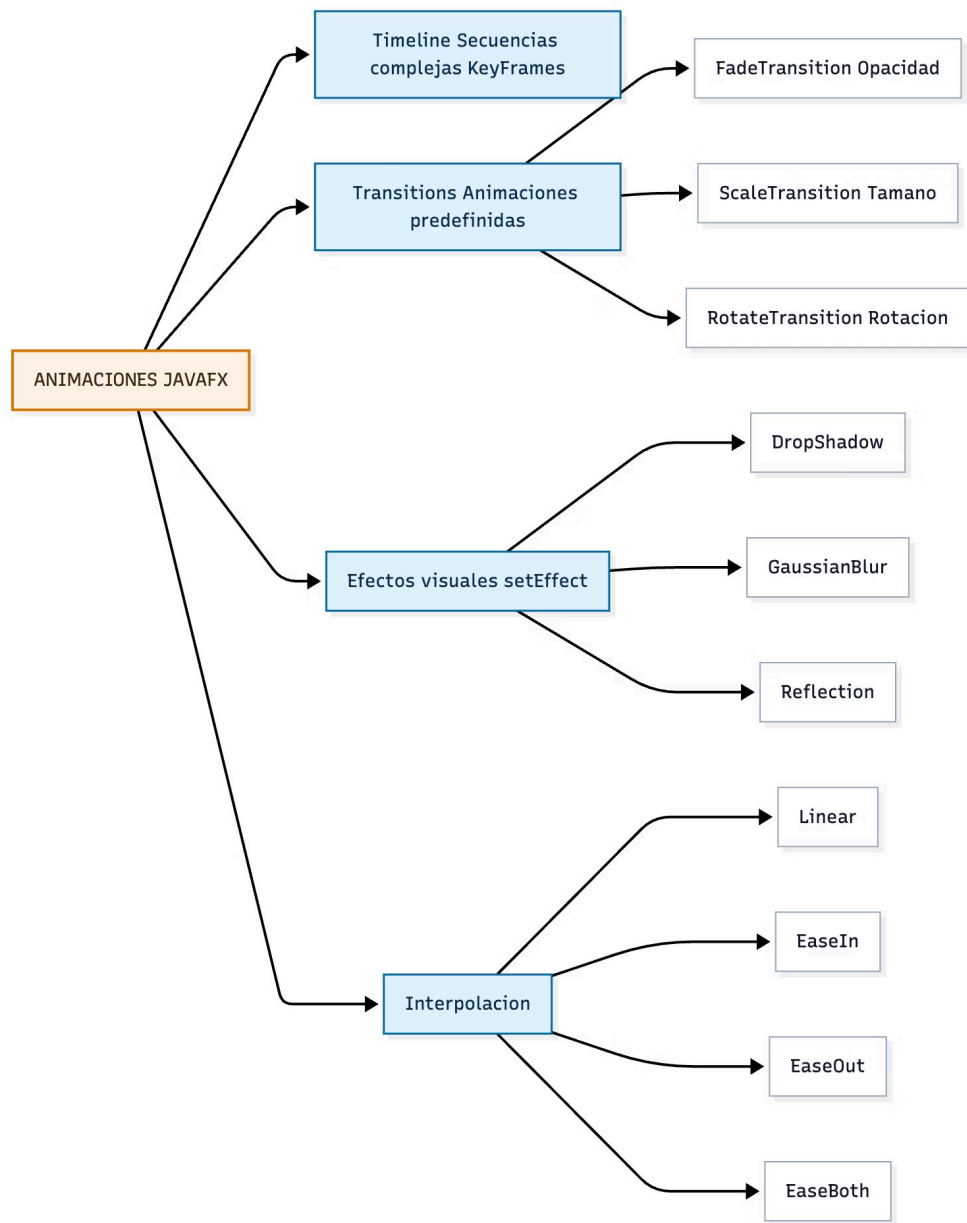 Timeline Secuencias
complejas KeyFrames
FadeTransition Opacidad
Transitions Animaciones
predefinidas
ScaleTransition Tamano
RotateTransition Rotacion
ANIMACIONES JAVAFX
DropShadow
Efectos visuales setEffect
GaussianBlur
Reflection
Linear
EaseIn
Interpolacion
EaseOut
EaseBoth